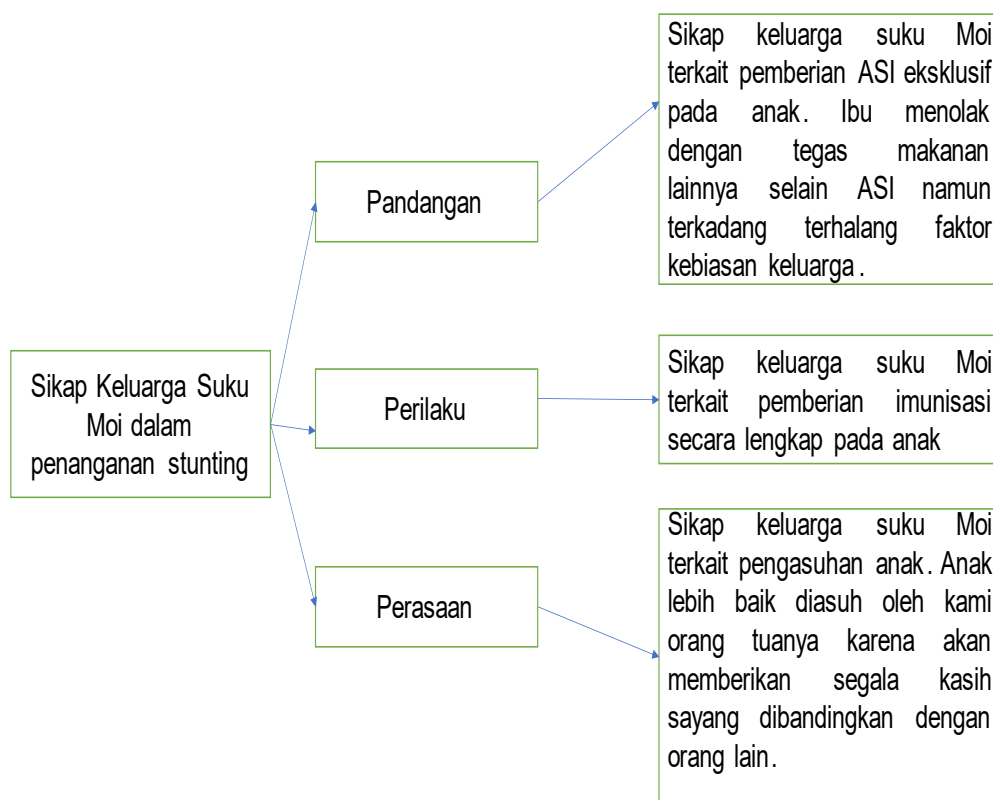 Sikap Keluarga Suku
Moi dalam
penanganan stunting
Pandangan
Sikap keluarga suku Moi
terkait pemberian ASI eksklusif
pada anak. Ibu menolak
dengan tegas makanan
lainnya selain ASI namun
terkadang terhalang faktor
kebiasan keluarga.
Perilaku
Sikap keluarga suku Moi
terkait pemberian imunisasi
secara lengkap pada anak
Perasaan
Sikap keluarga suku Moi
terkait pengasuhan anak. Anak
lebih baik diasuh oleh kami
orang tuanya karena akan
memberikan segala kasih
sayang dibandingkan dengan
orang lain.